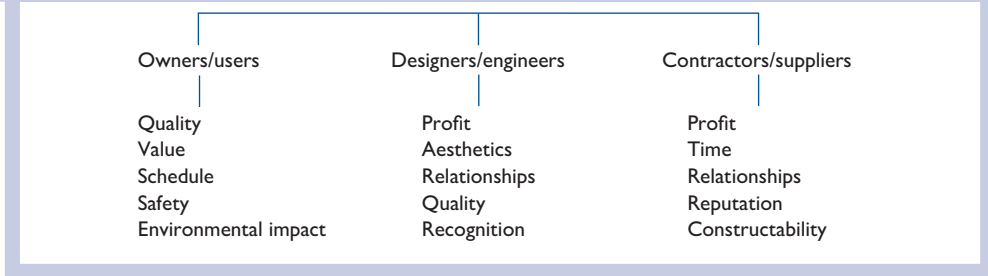 Owners/users
Designers/engineers
Contractors/suppliers
Quality
Value
Schedule
Safety
Environmental impact
Profit
Aesthetics
Relationships
Quality
Recognition
Profit
Time
Relationships
Reputation
Constructability